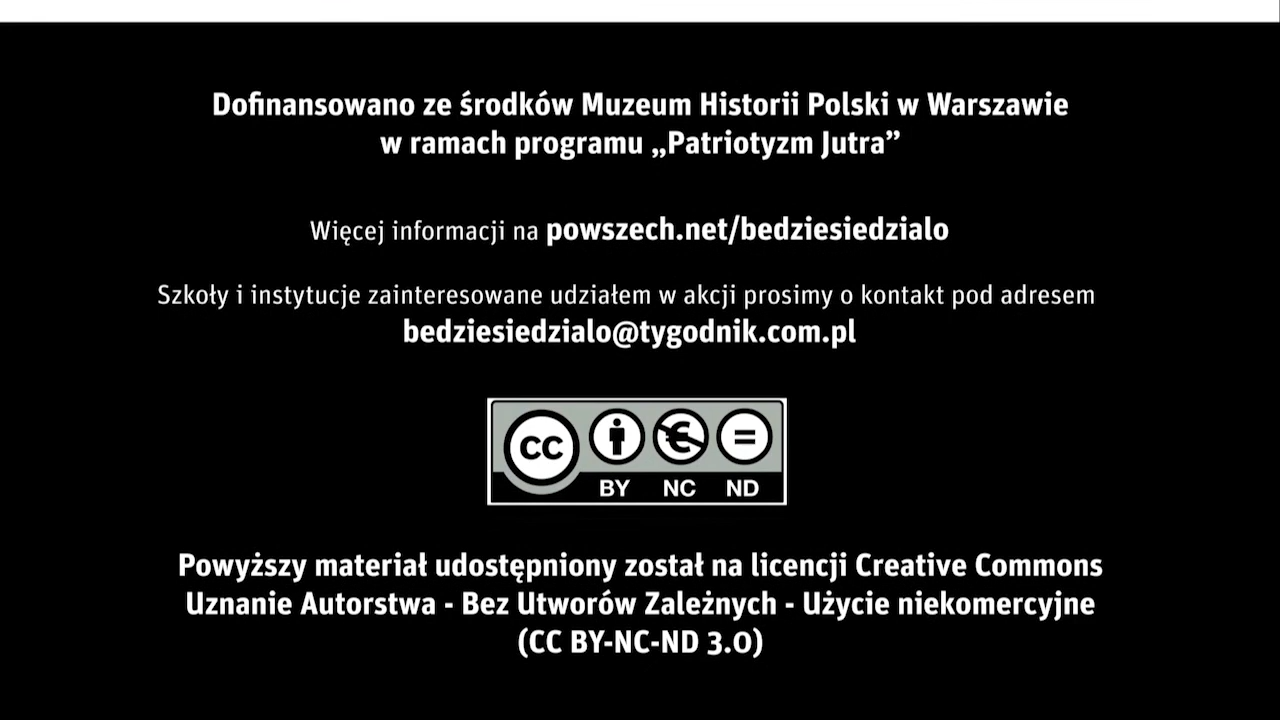 Dofinansowano ze środków Muzeum Historii Polski w Warszawie
w ramach programu „Patriotyzm Jutra”
Więcej informacji na powszech.net/bedziesiedzialo
Szkoły i instytucje zainteresowane udziałem w akcji prosimy o kontakt pod adresem
bedziesiedzialo@tygodnik.com.pl
CC
BY NC ND
Powyższy materiał udostępniony został na licencji Creative Commons
Uznanie Autorstwa - Bez Utworów Zależnych - Użycie niekomercyjne
(CC BY-NC-ND 3.0)